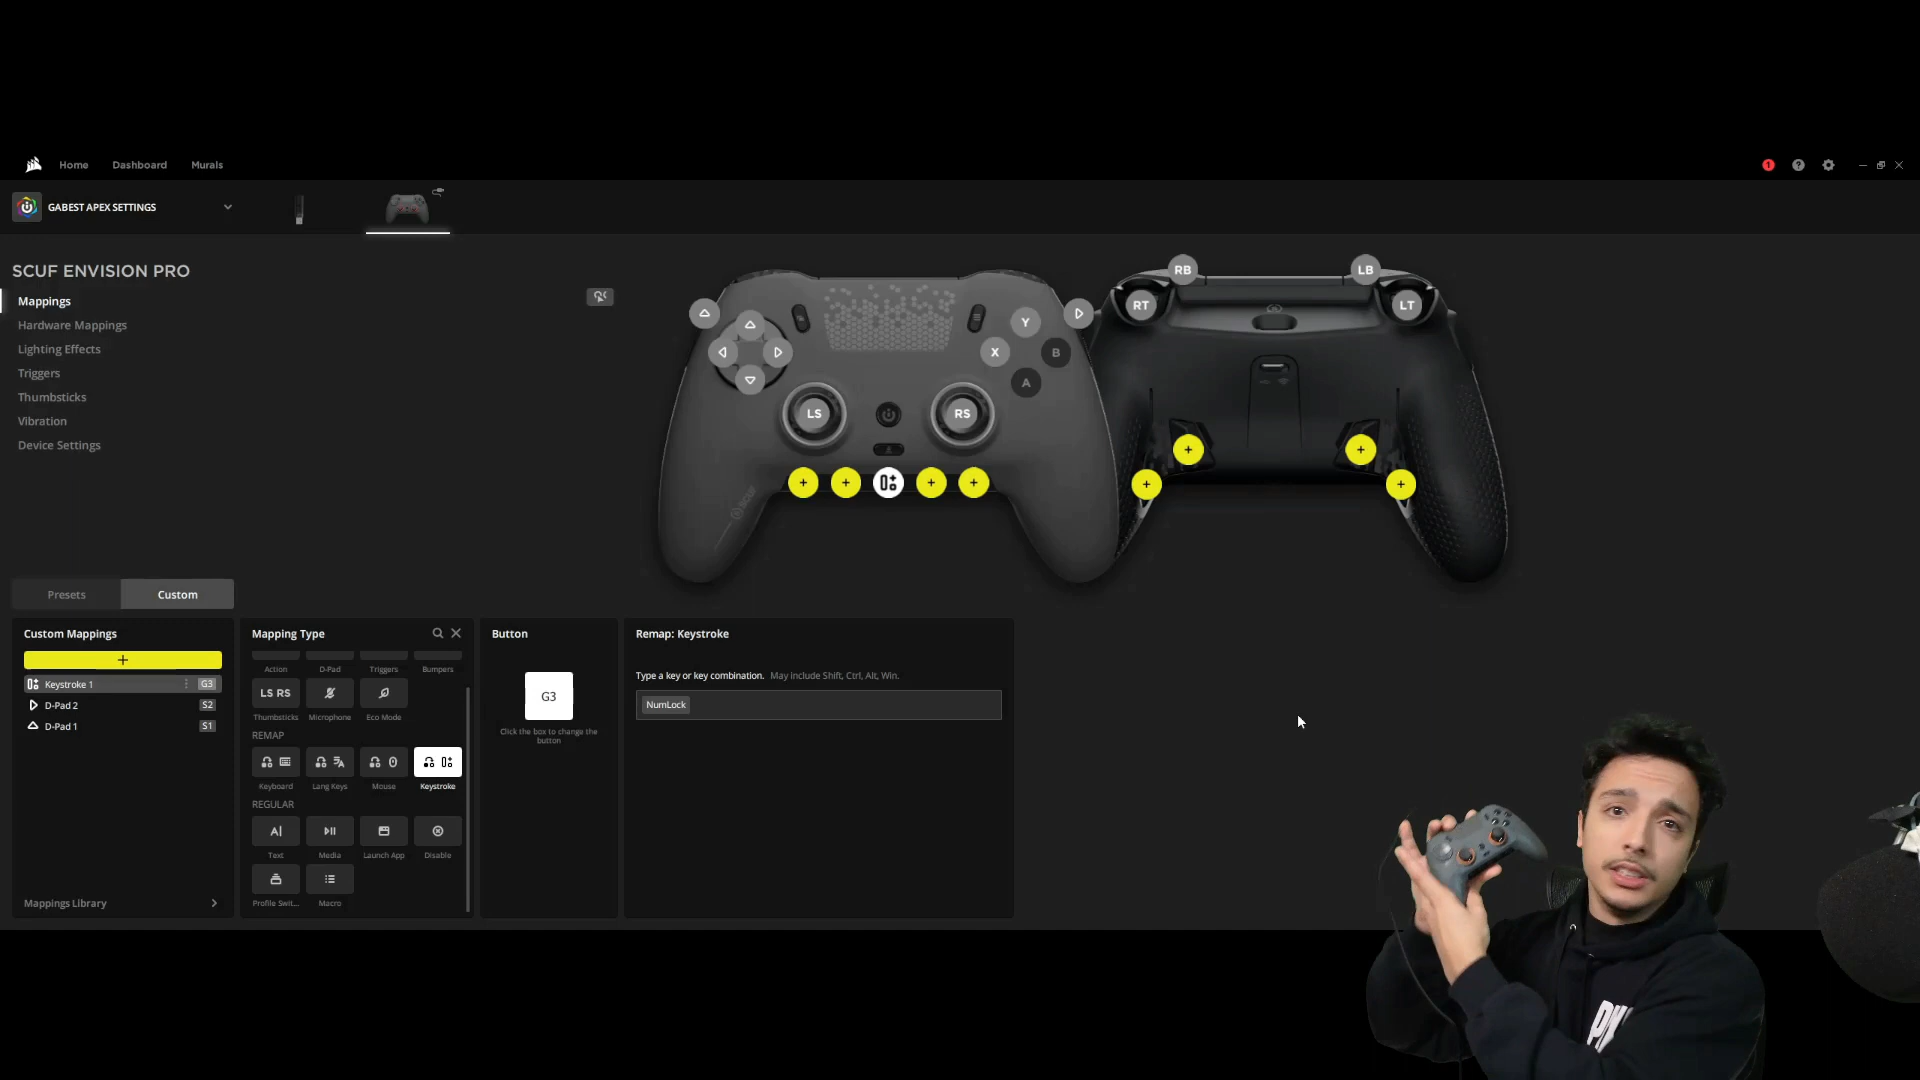 Home Dashboard Murals
1
?
GABEST APEX SETTINGS
SCUF ENVISION PRO
Mappings
Hardware Mappings
Lighting Effects
Triggers
Thumbsticks
Vibration
Device Settings
RB LB
RT LT
Y
X B
A
LS RS
SCUF
Presets Custom
Custom Mappings
Keystroke 1 G3
D-Pad 2 S2
D-Pad 1 S1
Mappings Library
Mapping Type
Action D-Pad Triggers Bumpers
LS RS
Thumbsticks Microphone Eco Mode
REMAP
Keyboard Lang Keys Mouse Keystroke
REGULAR
A
Text Media Launch App Disable
Profile Swit... Macro
Button
G3
Click the box to change the
button
Remap: Keystroke
Type a key or key combination. May include Shift, Ctrl, Alt, Win.
NumLock